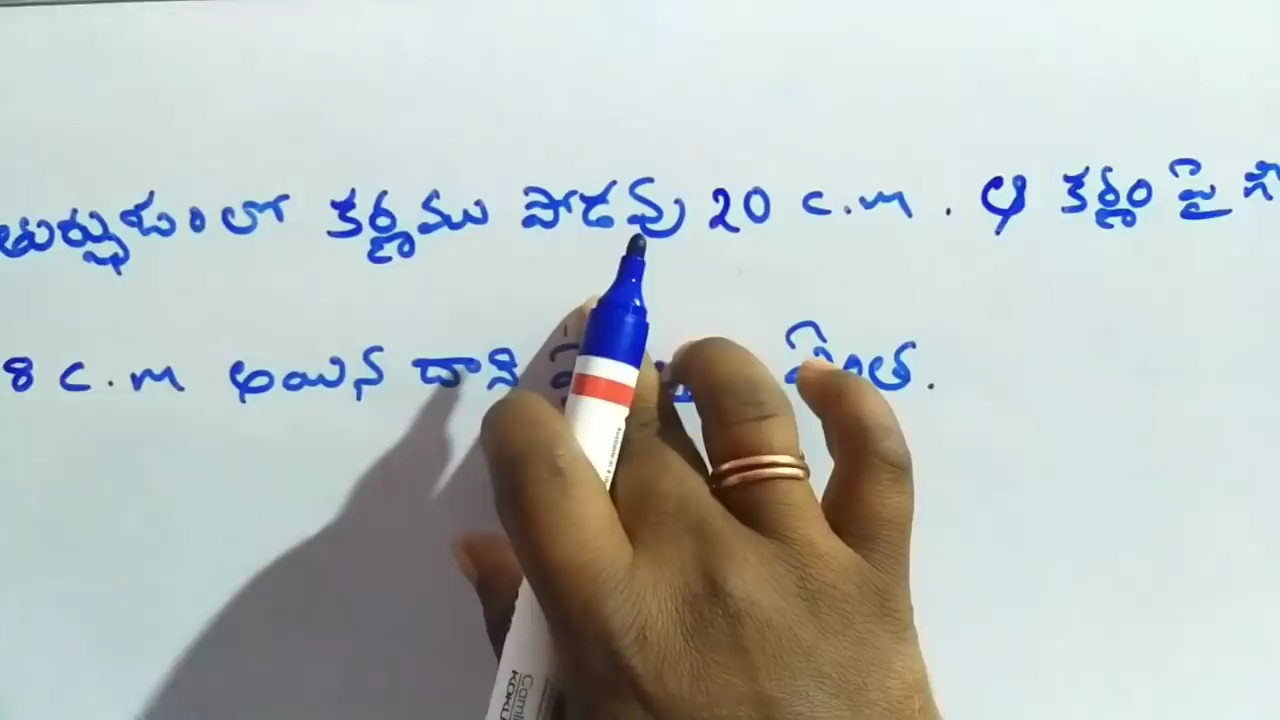 తుర్భుజంలో కర్ణము పోడవు 20 c.m. ఆ కర్ణం పై గీ
8 c.m అయిన దాని ఎంత.